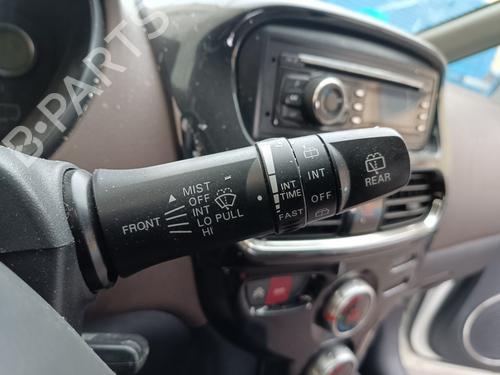 B-PARTS
MIST
OFF
INT
FRONT
LO PULL
HI
INT
TIME
FAST
INT
OFF
REAR